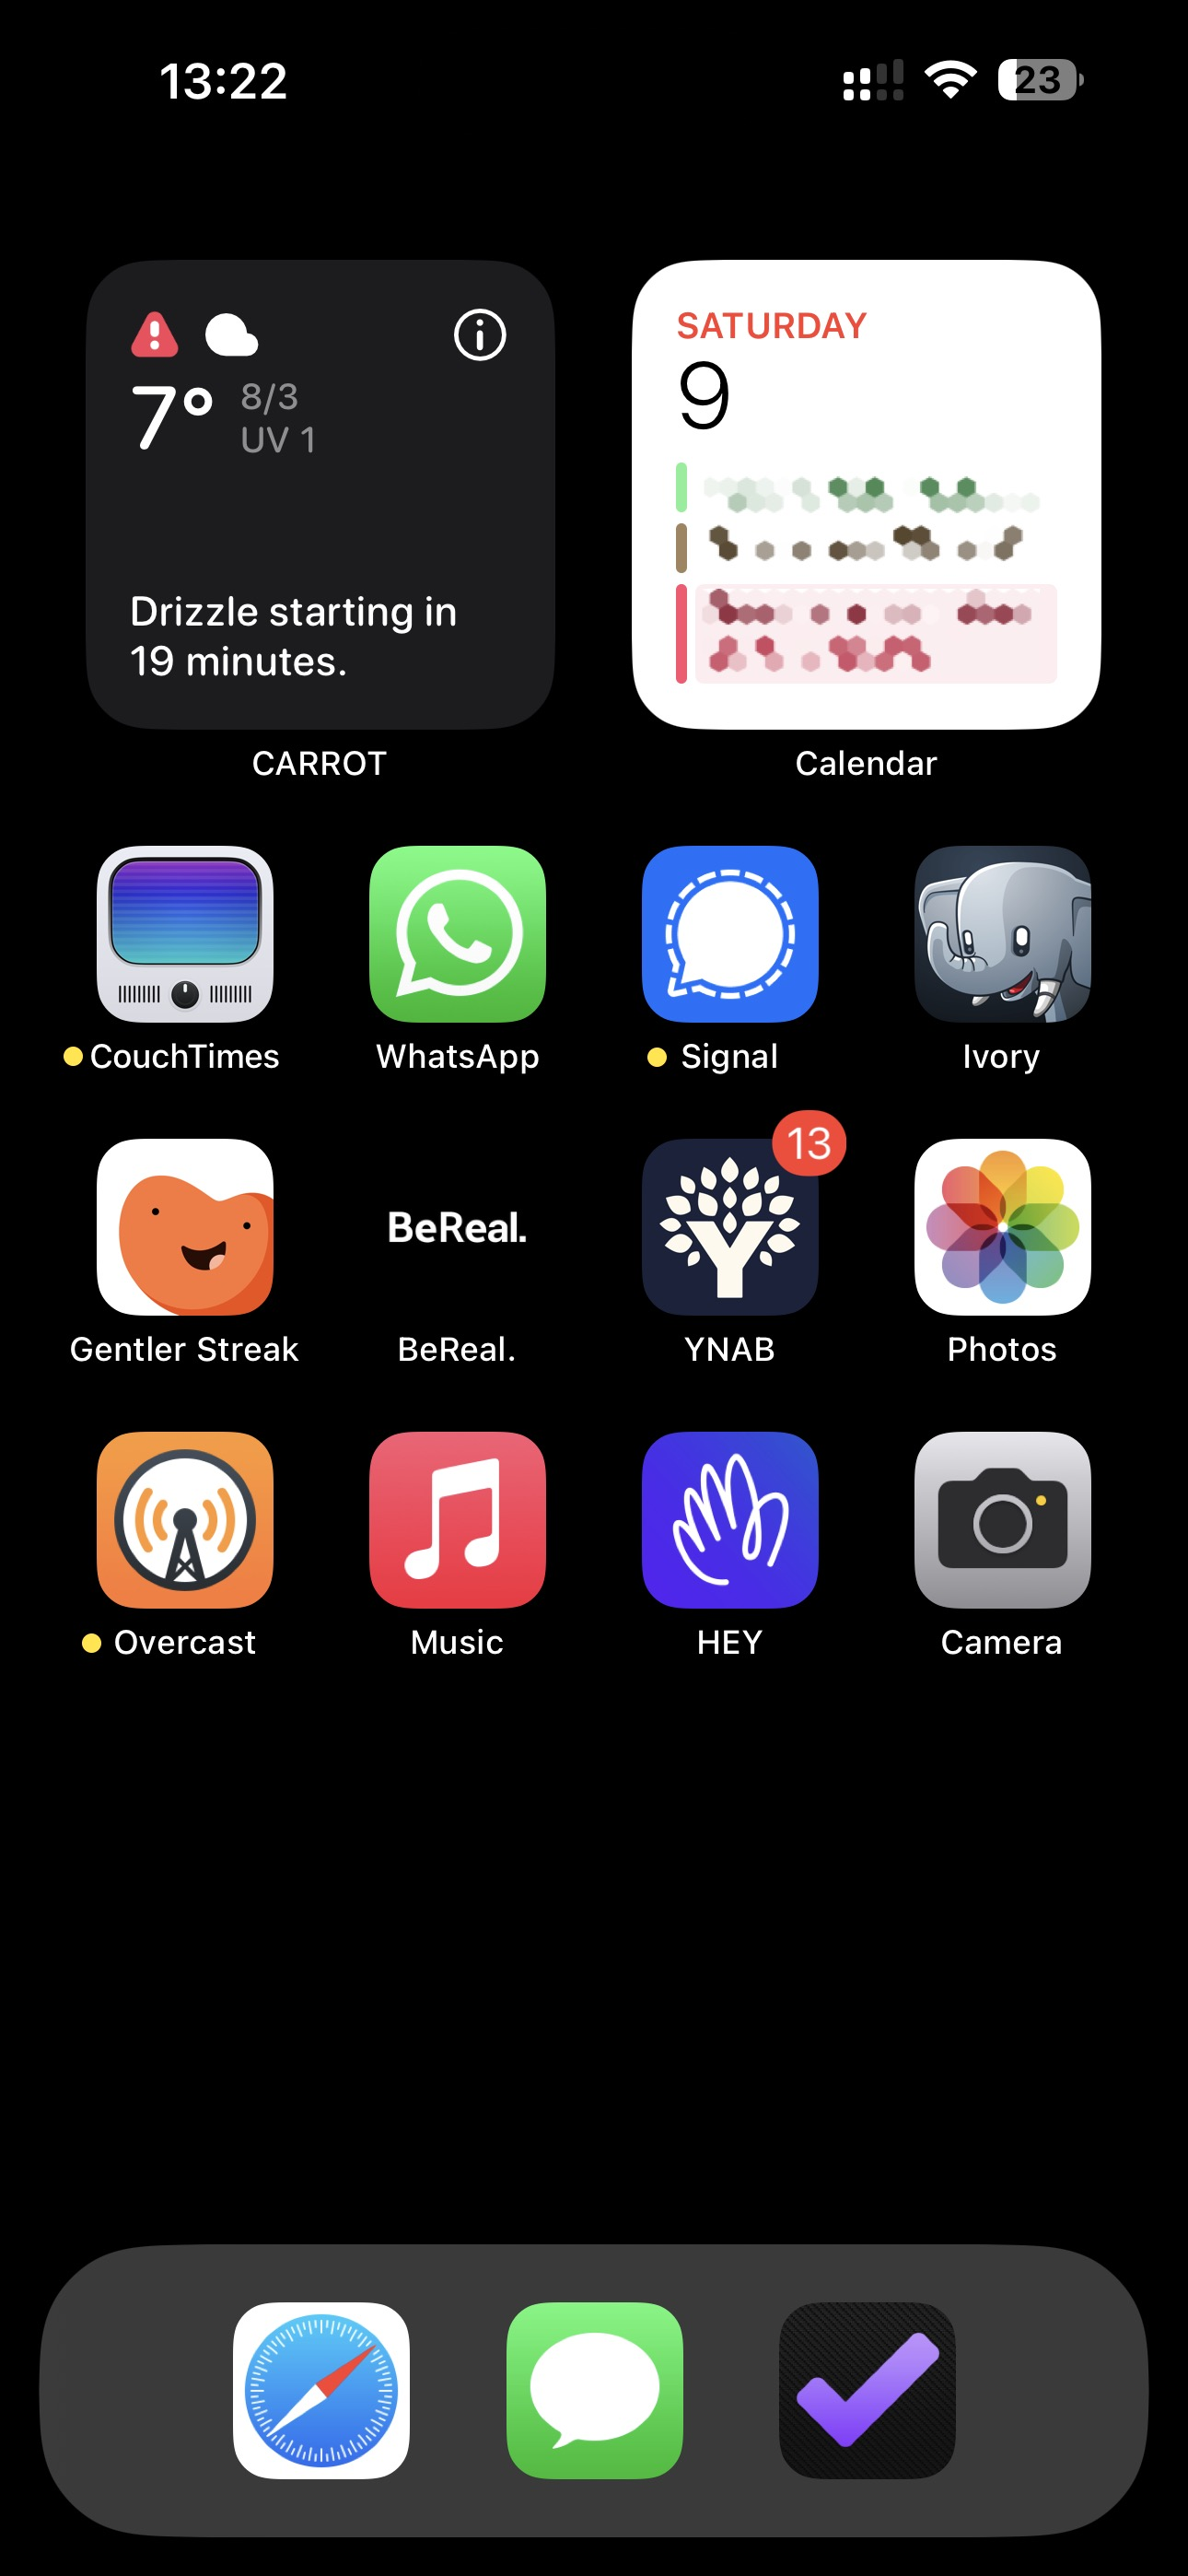 13:22
23
7° 8/3
UV 1
Drizzle starting in
19 minutes.
CARROT
SATURDAY
9
Calendar
CouchTimes
WhatsApp
Signal
Ivory
BeReal.
13
Gentler Streak
BeReal.
YNAB
Photos
Overcast
Music
HEY
Camera